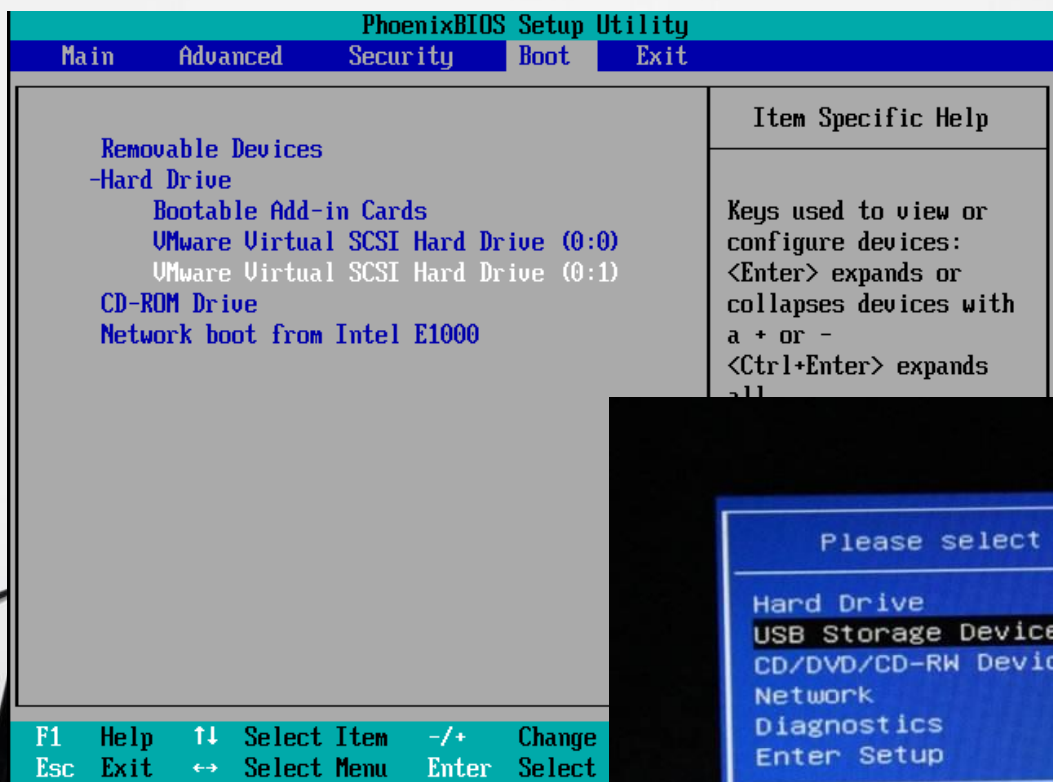 PhoenixBIOS Setup Utility
Main Advanced Security Boot Exit
Removable Devices
-Hard Drive
Bootable Add-in Cards
VMware Virtual SCSI Hard Drive (0:0)
VMware Virtual SCSI Hard Drive (0:1)
CD-ROM Drive
Network boot from Intel E1000
Item Specific Help
Keys used to view or
configure devices:
<Enter> expands or
collapses devices with
a + or -
<Ctrl+Enter> expands
all
F1 Help ↑↓ Select Item -/+ Change
Esc Exit ↔ Select Menu Enter Select
Please select
Hard Drive
USB Storage Device
CD/DVD/CD-RW Devic
Network
Diagnostics
Enter Setup